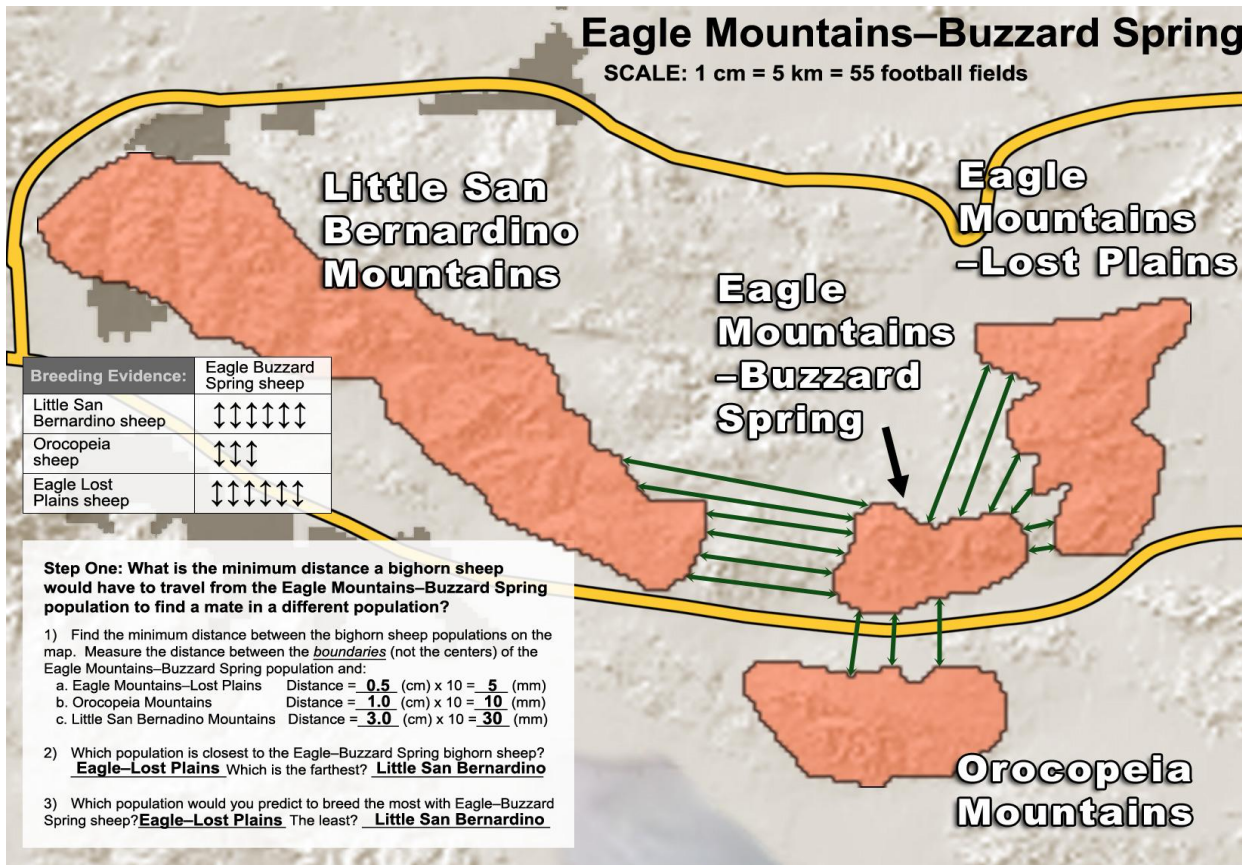 Eagle Mountains–Buzzard Spring
SCALE: 1 cm = 5 km = 55 football fields
Little San
Bernardino
Mountains
Eagle
Mountains
–Lost Plains
Eagle
Mountains
–Buzzard
Spring
Breeding Evidence:
Eagle Buzzard
Spring sheep
Little San
Bernardino sheep
Orocopeia
sheep
Eagle Lost
Plains sheep
Step One: What is the minimum distance a bighorn sheep
would have to travel from the Eagle Mountains–Buzzard Spring
population to find a mate in a different population?
1) Find the minimum distance between the bighorn sheep populations on the
map. Measure the distance between the boundaries (not the centers) of the
Eagle Mountains–Buzzard Spring population and:
a. Eagle Mountains–Lost Plains Distance = 0.5 (cm) x 10 = 5 (mm)
b. Orocopeia Mountains Distance = 1.0 (cm) x 10 = 10 (mm)
c. Little San Bernadino Mountains Distance = 3.0 (cm) x 10 = 30 (mm)
2) Which population is closest to the Eagle–Buzzard Spring bighorn sheep?
Eagle–Lost Plains Which is the farthest? Little San Bernardino
3) Which population would you predict to breed the most with Eagle–Buzzard
Spring sheep? Eagle–Lost Plains The least? Little San Bernardino
Orocopeia
Mountains